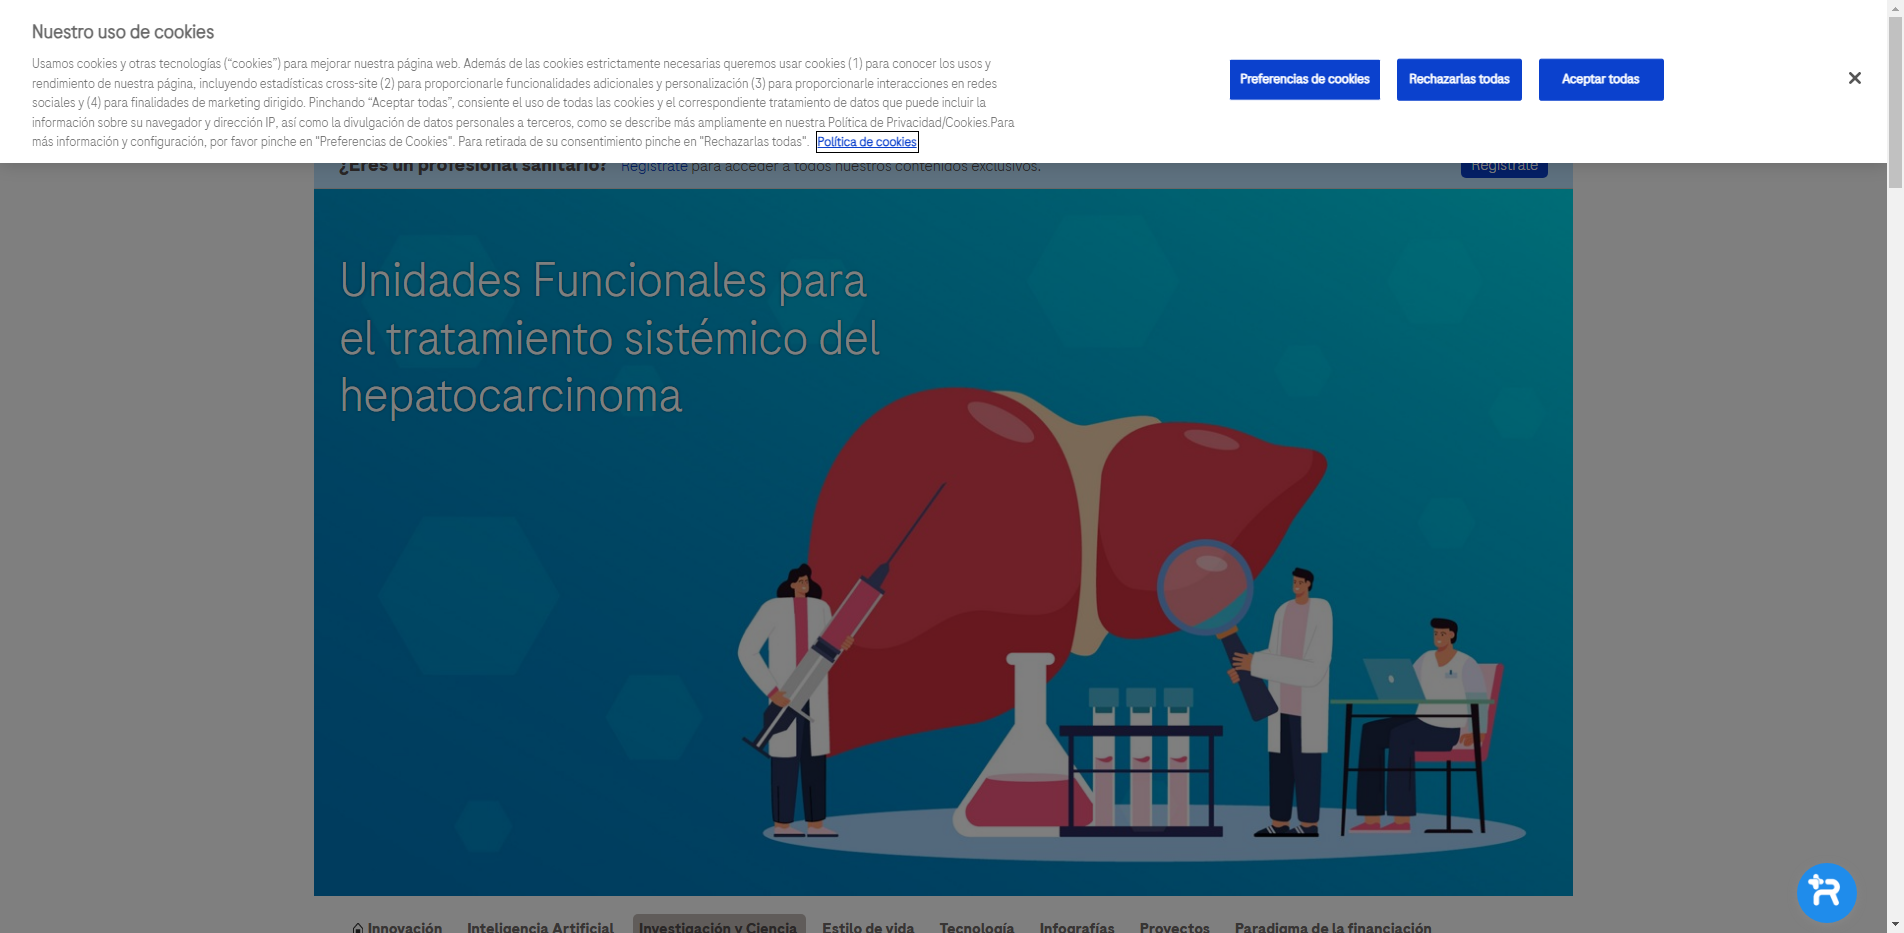 Nuestro uso de cookies
Usamos cookies y otras tecnologías (“cookies”) para mejorar nuestra página web. Además de las cookies estrictamente necesarias queremos usar cookies (1) para conocer los usos y
rendimiento de nuestra página, incluyendo estadísticas cross-site (2) para proporcionarle funcionalidades adicionales y personalización (3) para proporcionarle interacciones en redes
sociales y (4) para finalidades de marketing dirigido. Pinchando “Aceptar todas”, consiente el uso de todas las cookies y el correspondiente tratamiento de datos que puede incluir la
información sobre su navegador y dirección IP, así como la divulgación de datos personales a terceros, como se describe más ampliamente en nuestra Política de Privacidad/Cookies.Para
más información y configuración, por favor pinche en "Preferencias de Cookies". Para retirada de su consentimiento pinche en "Rechazarlas todas". Política de cookies
Preferencias de cookies
Rechazarlas todas
Aceptar todas
¿Eres un profesional sanitario? Regístrate para acceder a todos nuestros contenidos exclusivos.
Regístrate
Unidades Funcionales para
el tratamiento sistémico del
hepatocarcinoma
Innovación Inteligencia Artificial Investigación y Ciencia Estilo de vida Tecnología Infografías Proyectos Paradigma de la financiación